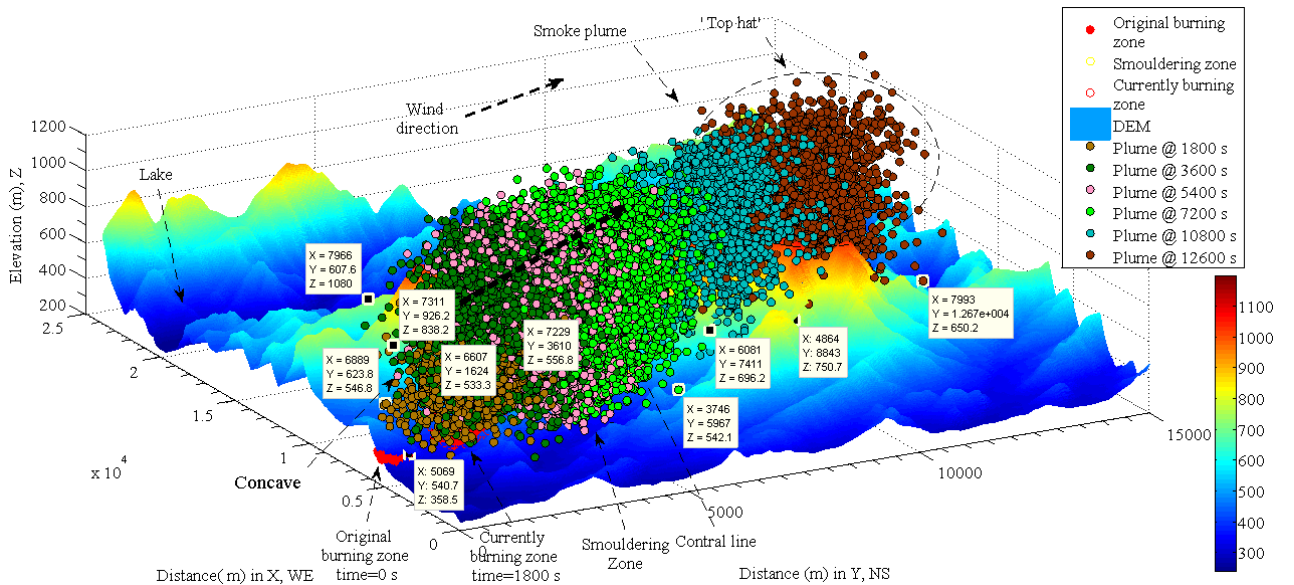 'Top hat'
Smoke plume
Wind
direction
Lake
Elevation (m), Z
1200
1000
800
600
400
200
2.5
2
1.5
1
0.5
0
x 10^4
0
5000
10000
15000
Distance( m) in X, WE
Distance (m) in Y, NS
X = 7966
Y = 607.6
Z = 1080
X = 7311
Y = 926.2
Z = 838.2
X = 6889
Y = 623.8
Z = 546.8
X = 6607
Y = 1624
Z = 533.3
X = 7229
Y = 3610
Z = 556.8
X = 6081
Y = 7411
Z = 696.2
X: 4864
Y: 8843
Z: 750.7
X = 7993
Y = 1.267e+004
Z = 650.2
X = 3746
Y = 5967
Z = 542.1
X: 5069
Y: 540.7
Z: 358.5
Concave
Original
burning zone
time=0 s
Currently
burning zone
time=1800 s
Smouldering
Zone
Contral line
Original burning
zone
Smouldering zone
Currently burning
zone
DEM
Plume @ 1800 s
Plume @ 3600 s
Plume @ 5400 s
Plume @ 7200 s
Plume @ 10800 s
Plume @ 12600 s
1100
1000
900
800
700
600
500
400
300